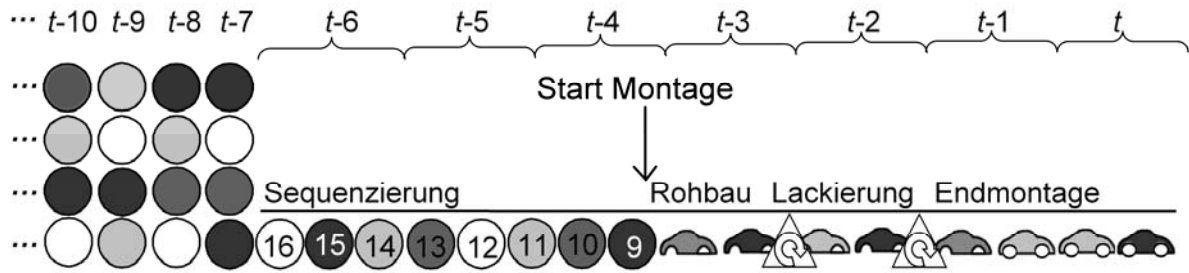 ... t-10 t-9 t-8 t-7 t-6 t-5 t-4 t-3 t-2 t-1 t
...
Start Montage
...
...
Sequenzierung Rohbau Lackierung Endmontage
... 16 15 14 13 12 11 10 9